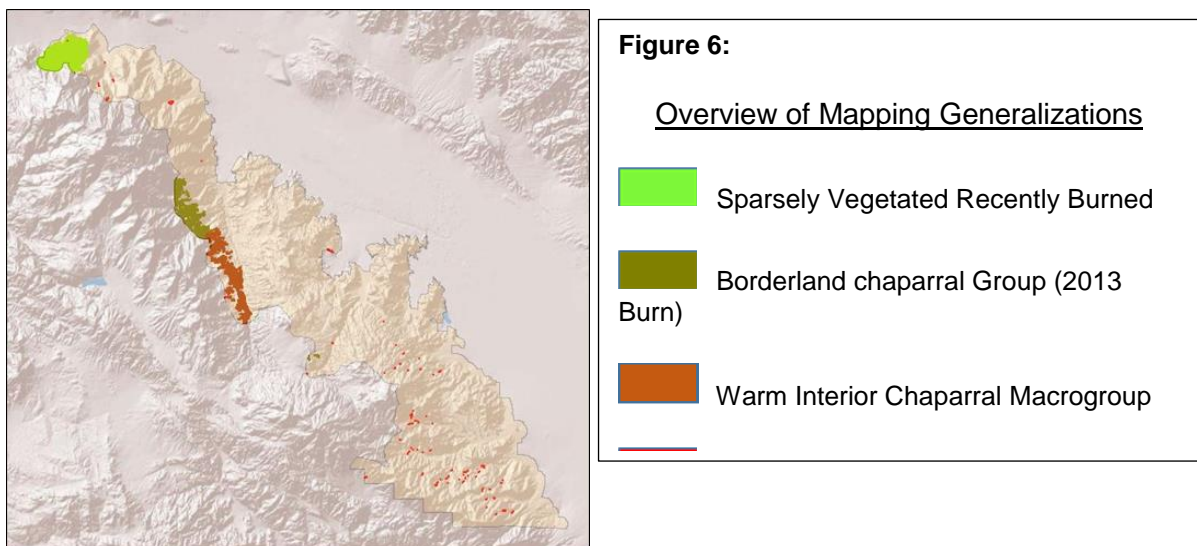 Figure 6:
Overview of Mapping Generalizations
Sparsely Vegetated Recently Burned
Borderland chaparral Group (2013
Burn)
Warm Interior Chaparral Macrogroup